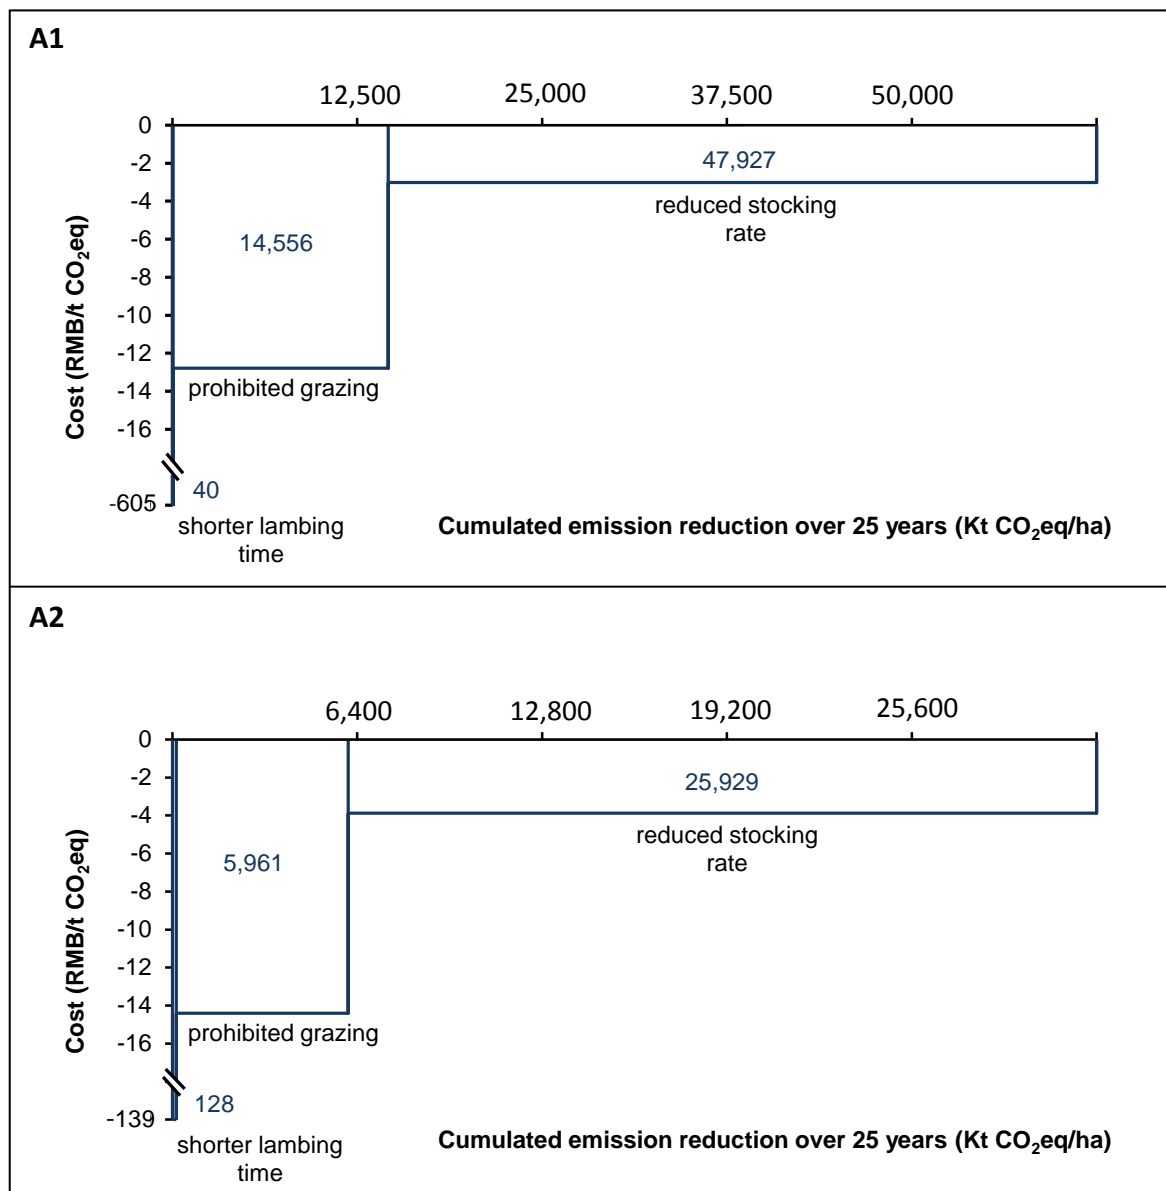 A1
12,500 25,000 37,500 50,000
0
-2
-4
-6
-8
-10
-12
-14
-16
-605
Cost (RMB/t CO₂eq)
47,927
reduced stocking
rate
14,556
prohibited grazing
40
shorter lambing
time
Cumulated emission reduction over 25 years (Kt CO₂eq/ha)
A2
6,400 12,800 19,200 25,600
0
-2
-4
-6
-8
-10
-12
-14
-16
-139
Cost (RMB/t CO₂eq)
25,929
reduced stocking
rate
5,961
prohibited grazing
128
shorter lambing
time
Cumulated emission reduction over 25 years (Kt CO₂eq/ha)